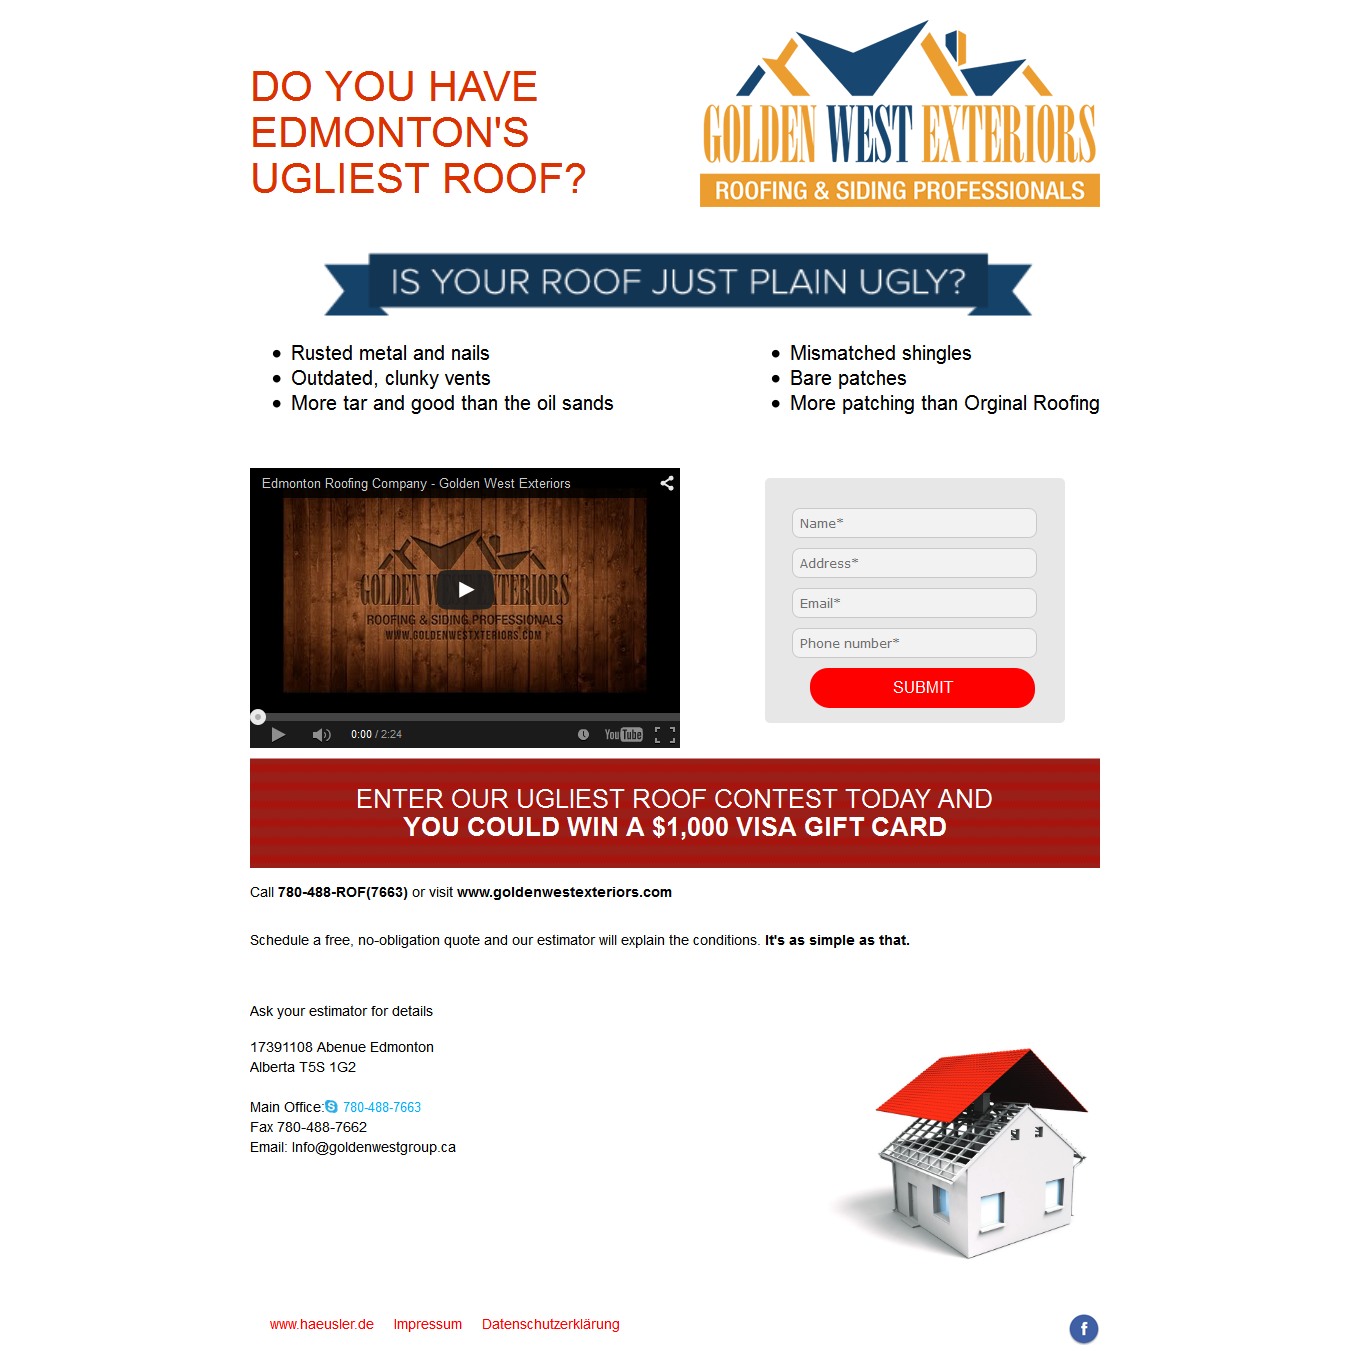 DO YOU HAVE
EDMONTON'S
UGLIEST ROOF?
GOLDEN WEST EXTERIORS
ROOFING & SIDING PROFESSIONALS
IS YOUR ROOF JUST PLAIN UGLY?
• Rusted metal and nails
• Outdated, clunky vents
• More tar and good than the oil sands
• Mismatched shingles
• Bare patches
• More patching than Orginal Roofing
Edmonton Roofing Company - Golden West Exteriors
GOLDEN WEST EXTERIORS
ROOFING & SIDING PROFESSIONALS
WWW.GOLDENWESTXTERIORS.COM
0:00 / 2:24
YouTube
Name*
Address*
Email*
Phone number*
SUBMIT
ENTER OUR UGLIEST ROOF CONTEST TODAY AND
YOU COULD WIN A $1,000 VISA GIFT CARD
Call 780-488-ROF(7663) or visit www.goldenwestexteriors.com
Schedule a free, no-obligation quote and our estimator will explain the conditions. It's as simple as that.
Ask your estimator for details
17391108 Abenue Edmonton
Alberta T5S 1G2
Main Office: 780-488-7663
Fax 780-488-7662
Email: Info@goldenwestgroup.ca
www.haeusler.de Impressum Datenschutzerklärung